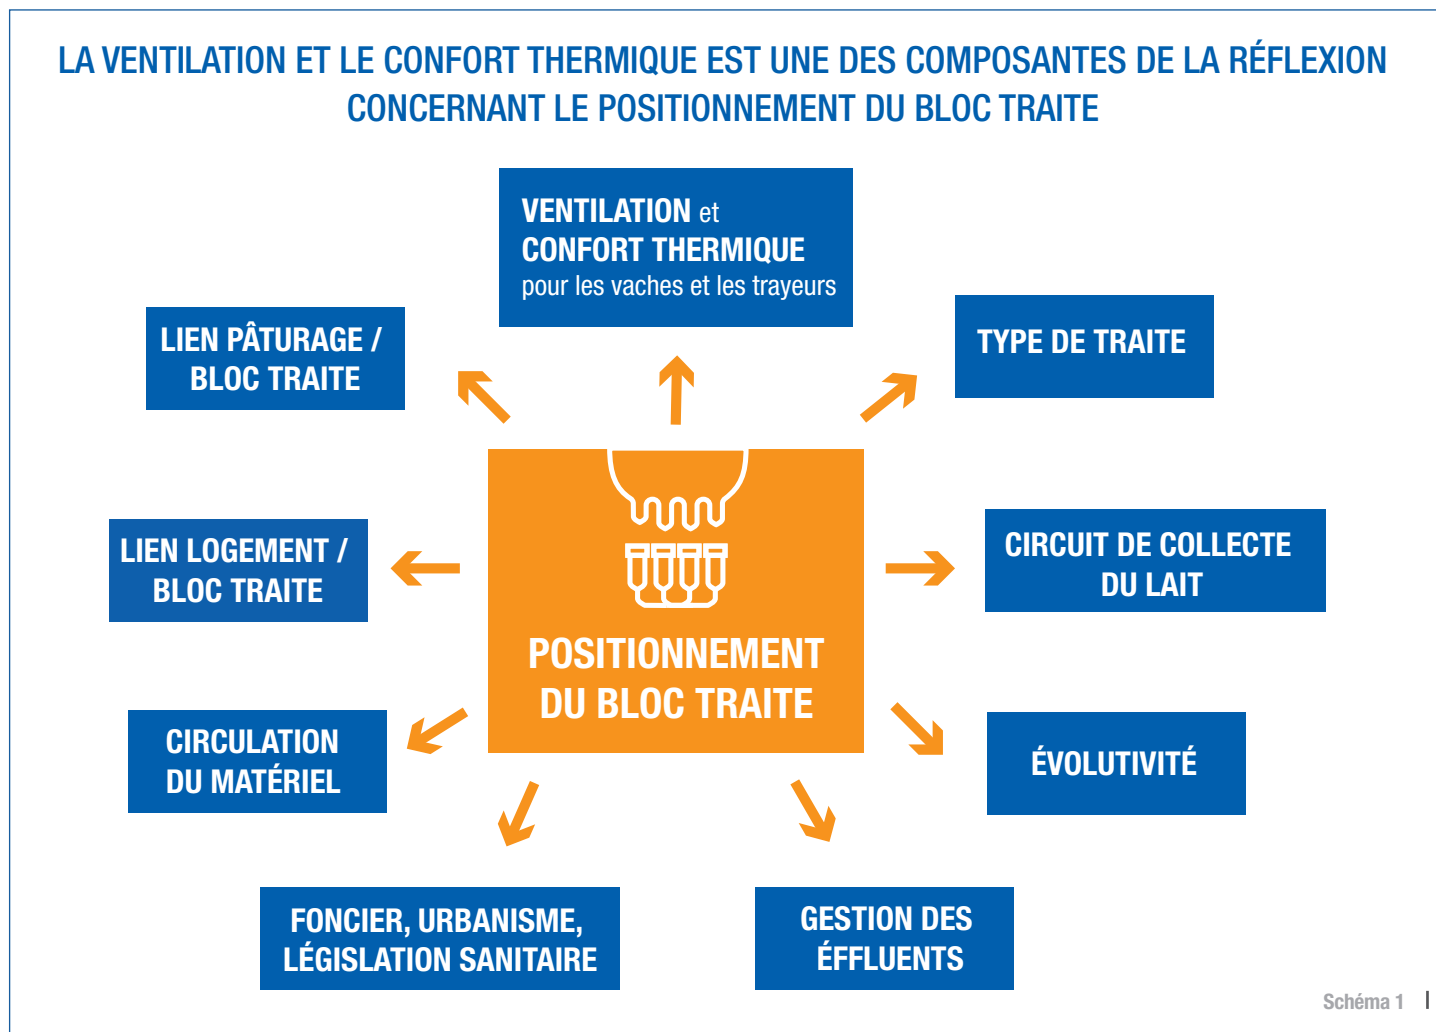 LA VENTILATION ET LE CONFORT THERMIQUE EST UNE DES COMPOSANTES DE LA RÉFLEXION
CONCERNANT LE POSITIONNEMENT DU BLOC TRAITE
VENTILATION et
CONFORT THERMIQUE
pour les vaches et les trayeurs
LIEN PÂTURAGE /
BLOC TRAITE
TYPE DE TRAITE
LIEN LOGEMENT /
BLOC TRAITE
CIRCUIT DE COLLECTE
DU LAIT
POSITIONNEMENT
DU BLOC TRAITE
CIRCULATION
DU MATÉRIEL
ÉVOLUTIVITÉ
FONCIER, URBANISME,
LÉGISLATION SANITAIRE
GESTION DES
ÉFFLUENTS
Schéma 1